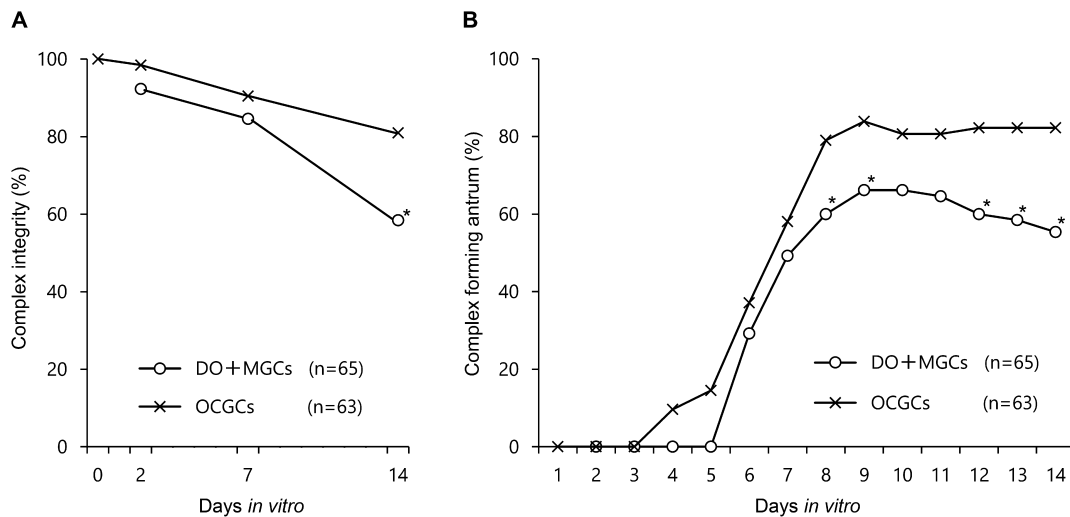 A
Complex integrity (%)
100
80
60
40
20
0
*
DO+MGCs (n=65)
OCGCs (n=63)
0 2 7 14
Days in vitro
B
Complex forming antrum (%)
100
80
60
40
20
0
* * * * *
DO+MGCs (n=65)
OCGCs (n=63)
1 2 3 4 5 6 7 8 9 10 11 12 13 14
Days in vitro